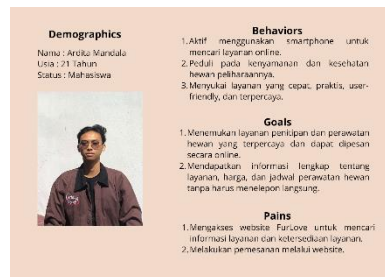 Demographics
Nama : Ardita Mandala
Usia : 21 Tahun
Status : Mahasiswa
Behaviors
1. Aktif menggunakan smartphone untuk
mencari layanan online.
2. Peduli pada kenyamanan dan kesehatan
hewan peliharaannya.
3. Menyukai layanan yang cepat, praktis, user-
friendly, dan terpercaya.
Goals
1. Menemukan layanan penitipan dan perawatan
hewan yang terpercaya dan dapat dipesan
secara online.
2. Mendapatkan informasi lengkap tentang
layanan, harga, dan jadwal perawatan hewan
tanpa harus menelepon langsung.
Pains
1. Mengakses website FurLove untuk mencari
informasi layanan dan ketersediaan layanan.
2. Melakukan pemesanan melalui website.